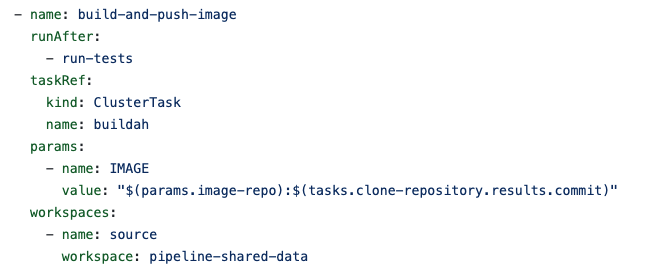 - name: build-and-push-image
  runAfter:
    - run-tests
  taskRef:
    kind: ClusterTask
    name: buildah
  params:
    - name: IMAGE
      value: "$(params.image-repo):$(tasks.clone-repository.results.commit)"
  workspaces:
    - name: source
      workspace: pipeline-shared-data